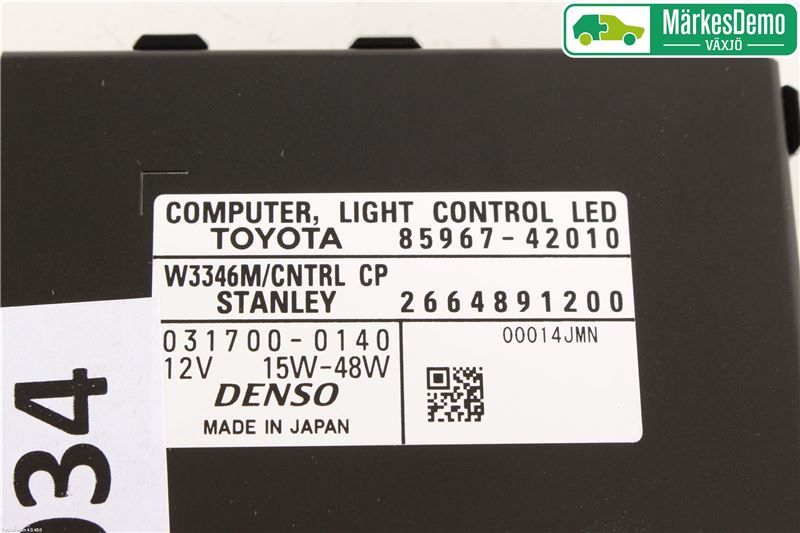 MärkesDemo
VÄXJÖ
COMPUTER, LIGHT CONTROL LED
TOYOTA 85967-42010
W3346M/CNTRL CP
STANLEY 2664891200
031700-0140
12V 15W-48W
DENSO
MADE IN JAPAN
00014JMN
034